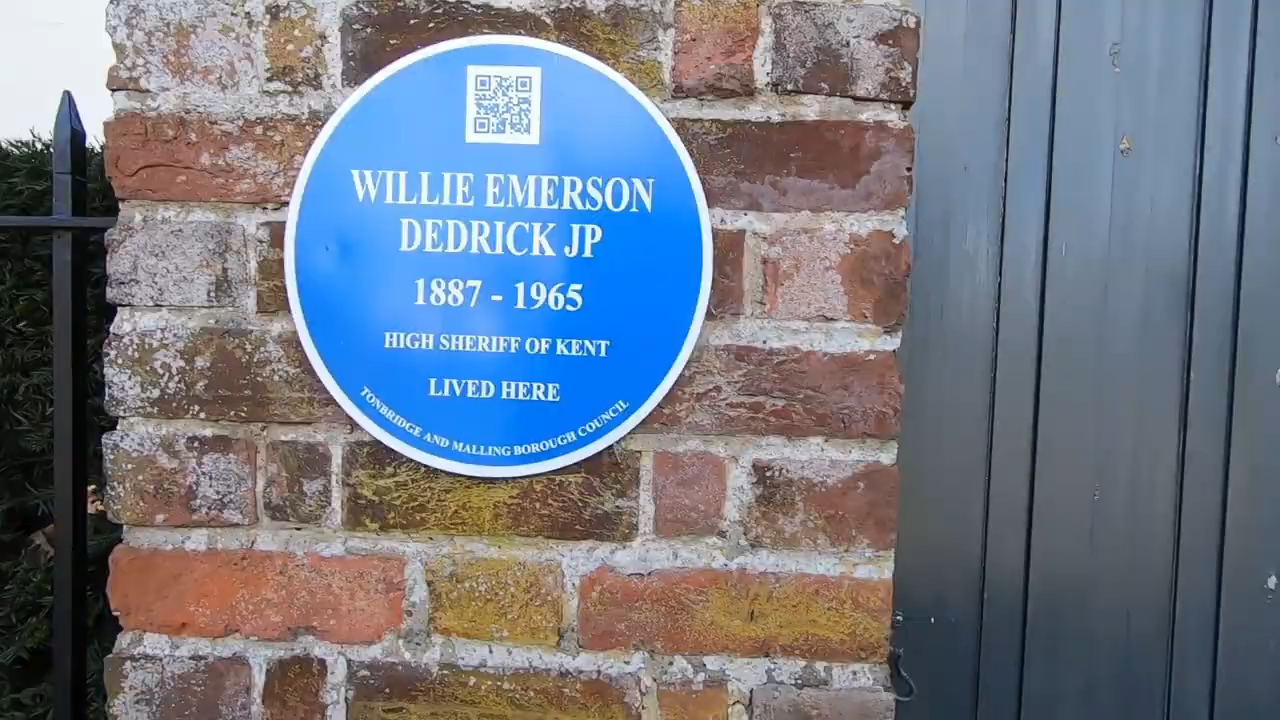 WILLIE EMERSON
DEDRICK JP
1887 - 1965
HIGH SHERIFF OF KENT
LIVED HERE
TONBRIDGE AND MALLING BOROUGH COUNCIL